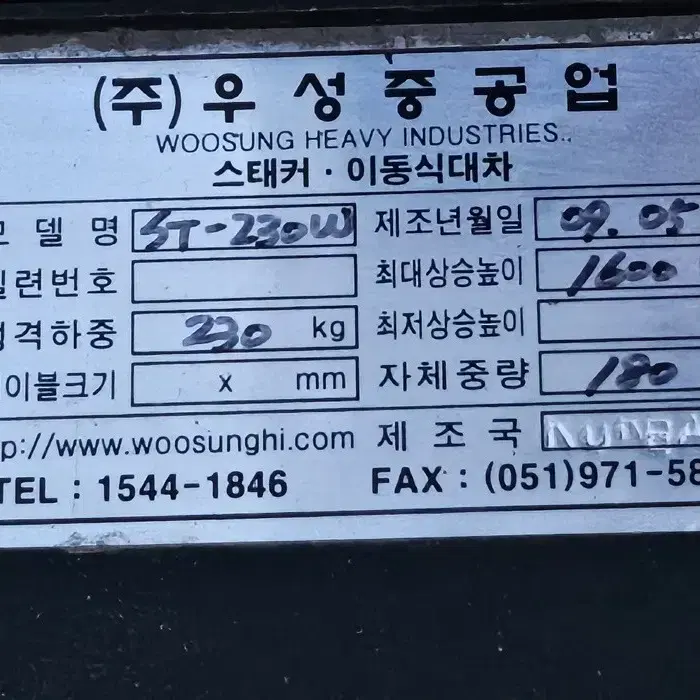 (주)우성중공업
WOOSUNG HEAVY INDUSTRIES..
스태커 · 이동식대차
모델명 ST-230W 제조년월일 09.05
일련번호 최대상승높이 1600
정격하중 230 kg 최저상승높이
이블크기 x mm 자체중량 180
p://www.woosunghi.com 제조국
TEL : 1544-1846 FAX : (051)971-58